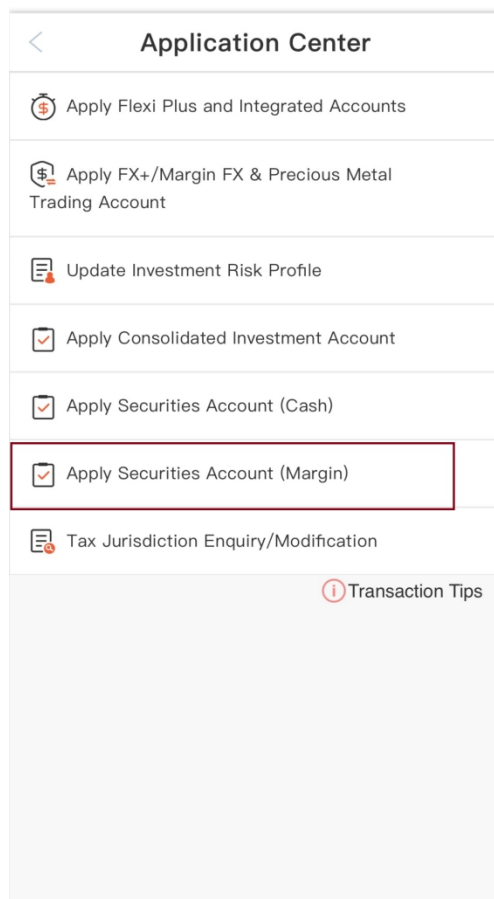 Application Center
Apply Flexi Plus and Integrated Accounts
Apply FX+/Margin FX & Precious Metal
Trading Account
Update Investment Risk Profile
Apply Consolidated Investment Account
Apply Securities Account (Cash)
Apply Securities Account (Margin)
Tax Jurisdiction Enquiry/Modification
Transaction Tips